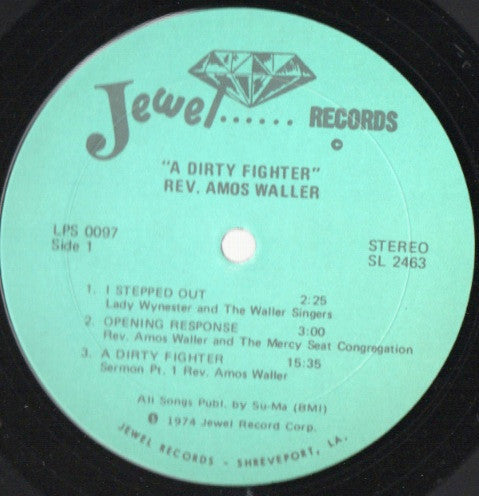 Jewel...... RECORDS
©
"A DIRTY FIGHTER"
REV. AMOS WALLER
LPS 0097
Side 1
STEREO
SL 2463
1. I STEPPED OUT 2:25
Lady Wynester and The Waller Singers
2. OPENING RESPONSE 3:00
Rev. Amos Waller and The Mercy Seat Congregation
3. A DIRTY FIGHTER 15:35
Sermon Pt. 1 Rev. Amos Waller
All Songs Publ. by Su-Ma (BMI)
℗ 1974 Jewel Record Corp.
JEWEL RECORDS - SHREVEPORT, LA.